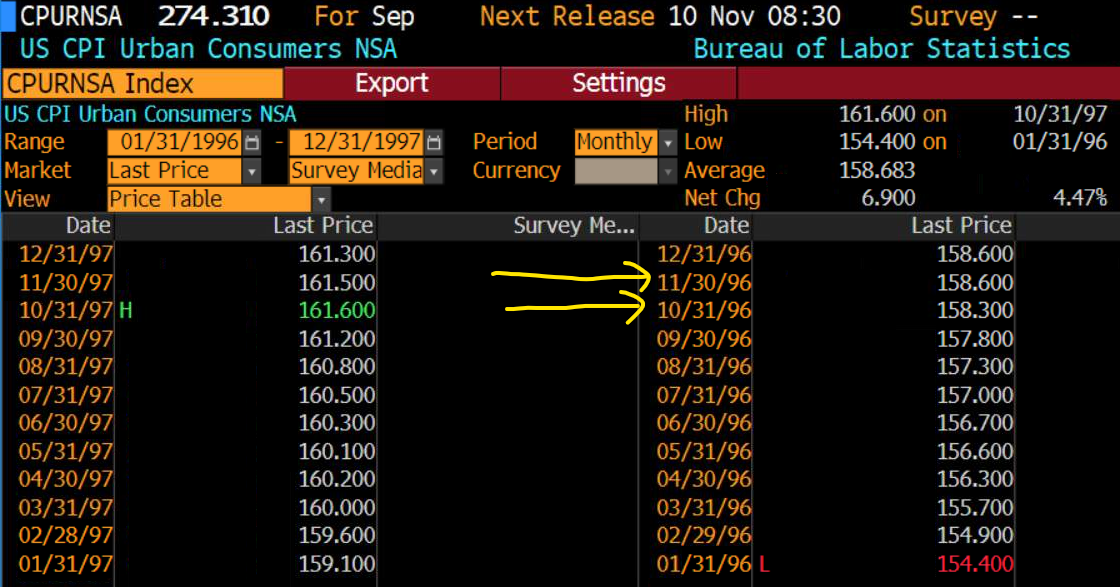 CPURNSA 274.310 For Sep Next Release 10 Nov 08:30 Survey --
US CPI Urban Consumers NSA Bureau of Labor Statistics
CPURNSA Index Export Settings
US CPI Urban Consumers NSA High 161.600 on 10/31/97
Range 01/31/1996 - 12/31/1997 Period Monthly Low 154.400 on 01/31/96
Market Last Price Survey Media Currency Average 158.683
View Price Table Net Chg 6.900 4.47%
Date Last Price Survey Me... Date Last Price
12/31/97 161.300 12/31/96 158.600
11/30/97 161.500 11/30/96 158.600
10/31/97 H 161.600 10/31/96 158.300
09/30/97 161.200 09/30/96 157.800
08/31/97 160.800 08/31/96 157.300
07/31/97 160.500 07/31/96 157.000
06/30/97 160.300 06/30/96 156.700
05/31/97 160.100 05/31/96 156.600
04/30/97 160.200 04/30/96 156.300
03/31/97 160.000 03/31/96 155.700
02/28/97 159.600 02/29/96 154.900
01/31/97 159.100 01/31/96 L 154.400